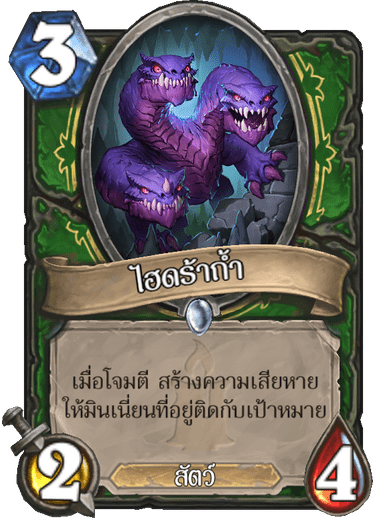 3
ไฮดร้าถ้ำ
เมื่อโจมตี สร้างความเสียหาย
ให้มินเนี่ยนที่อยู่ติดกับเป้าหมาย
2
สัตว์
4